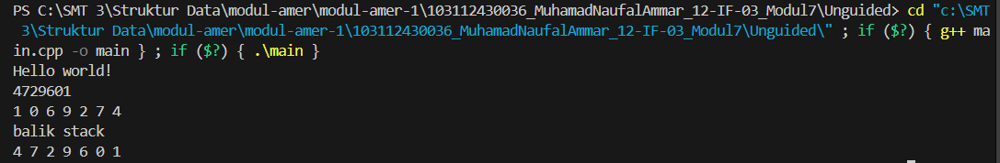 PS C:\SMT 3\Struktur Data\modul-amer\modul-amer-1\103112430036_MuhamadNaufalAmmar_12-IF-03_Modul7\Unguided> cd "c:\SMT
 3\Struktur Data\modul-amer\modul-amer-1\103112430036_MuhamadNaufalAmmar_12-IF-03_Modul7\Unguided\" ; if ($?) { g++ ma
in.cpp -o main } ; if ($?) { .\main }
Hello world!
4729601
1 0 6 9 2 7 4
balik stack
4 7 2 9 6 0 1